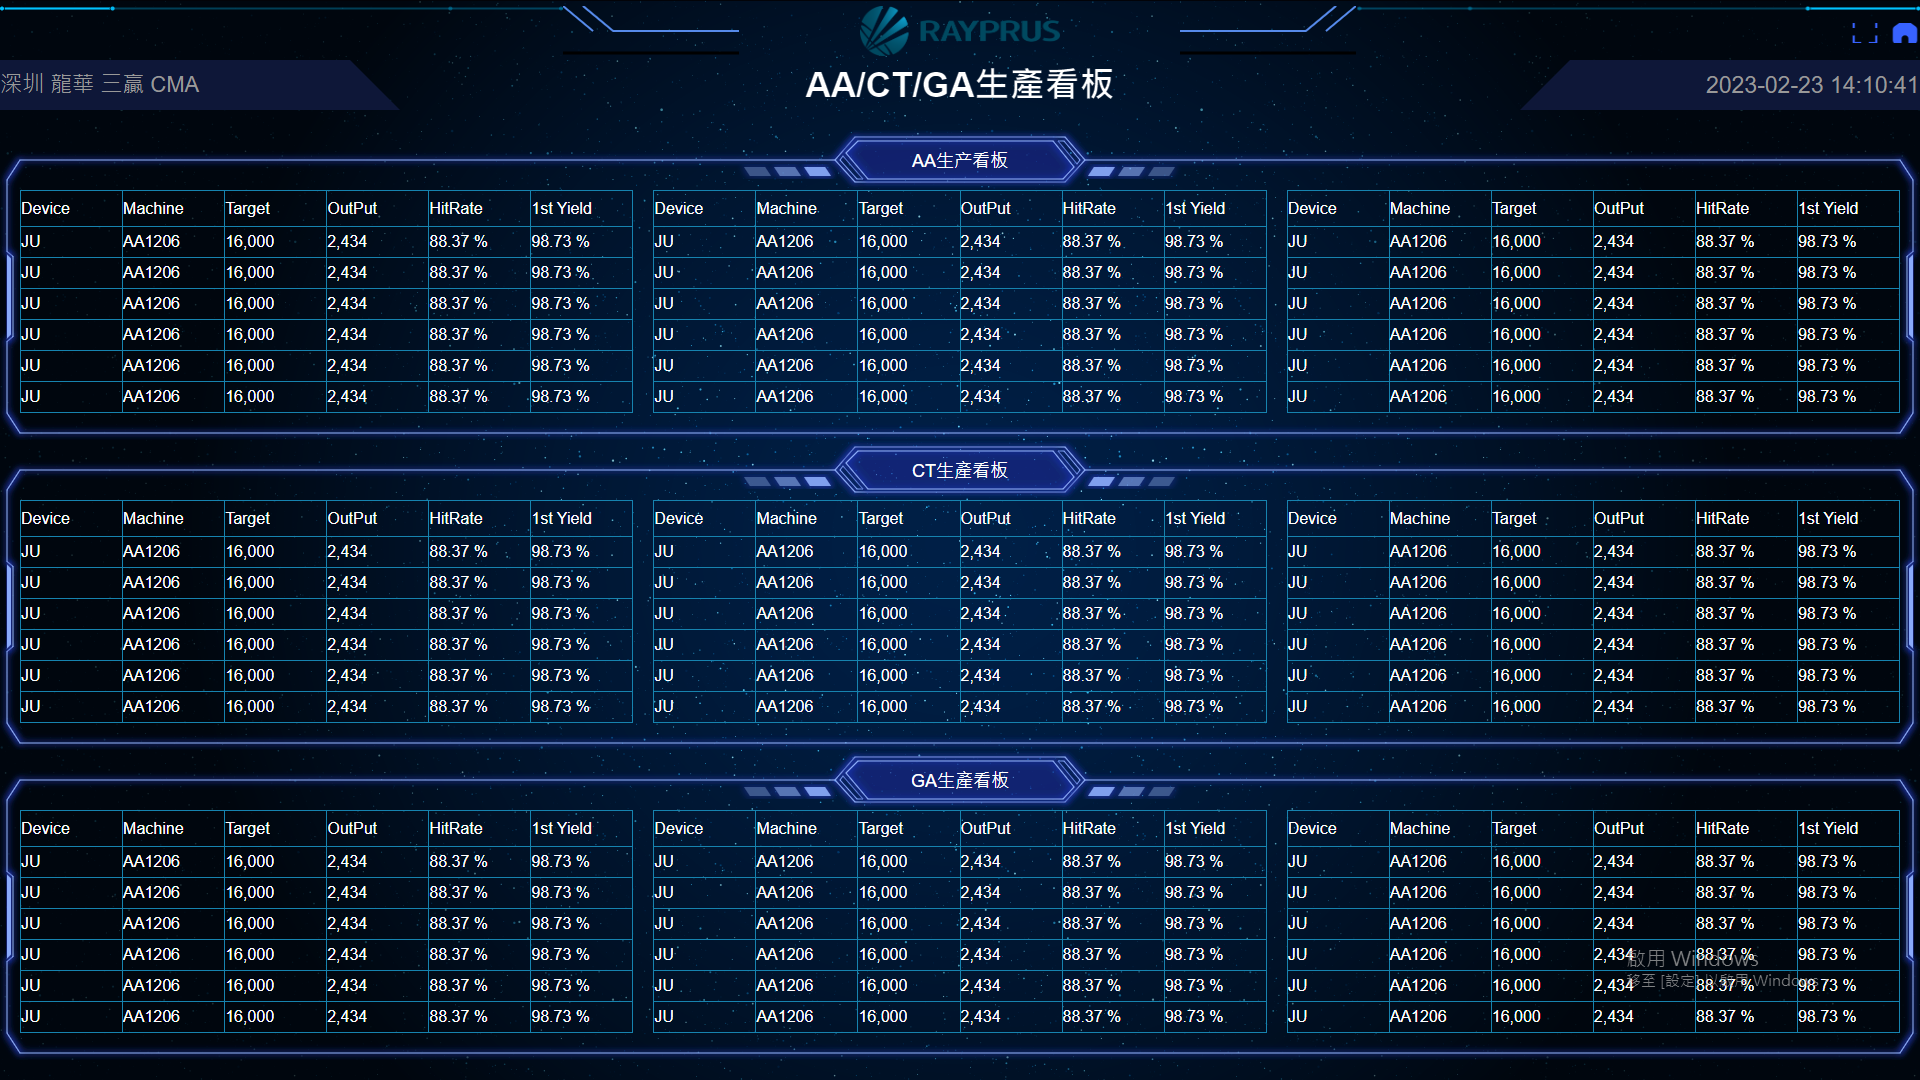 RAYPRUS
深圳 龍華 三贏 CMA
AA/CT/GA生產看板
2023-02-23 14:10:41
AA生产看板
Device Machine Target OutPut HitRate 1st Yield Device Machine Target OutPut HitRate 1st Yield Device Machine Target OutPut HitRate 1st Yield
JU AA1206 16,000 2,434 88.37 % 98.73 % JU AA1206 16,000 2,434 88.37 % 98.73 % JU AA1206 16,000 2,434 88.37 % 98.73 %
JU AA1206 16,000 2,434 88.37 % 98.73 % JU AA1206 16,000 2,434 88.37 % 98.73 % JU AA1206 16,000 2,434 88.37 % 98.73 %
JU AA1206 16,000 2,434 88.37 % 98.73 % JU AA1206 16,000 2,434 88.37 % 98.73 % JU AA1206 16,000 2,434 88.37 % 98.73 %
JU AA1206 16,000 2,434 88.37 % 98.73 % JU AA1206 16,000 2,434 88.37 % 98.73 % JU AA1206 16,000 2,434 88.37 % 98.73 %
JU AA1206 16,000 2,434 88.37 % 98.73 % JU AA1206 16,000 2,434 88.37 % 98.73 % JU AA1206 16,000 2,434 88.37 % 98.73 %
JU AA1206 16,000 2,434 88.37 % 98.73 % JU AA1206 16,000 2,434 88.37 % 98.73 % JU AA1206 16,000 2,434 88.37 % 98.73 %
CT生產看板
Device Machine Target OutPut HitRate 1st Yield Device Machine Target OutPut HitRate 1st Yield Device Machine Target OutPut HitRate 1st Yield
JU AA1206 16,000 2,434 88.37 % 98.73 % JU AA1206 16,000 2,434 88.37 % 98.73 % JU AA1206 16,000 2,434 88.37 % 98.73 %
JU AA1206 16,000 2,434 88.37 % 98.73 % JU AA1206 16,000 2,434 88.37 % 98.73 % JU AA1206 16,000 2,434 88.37 % 98.73 %
JU AA1206 16,000 2,434 88.37 % 98.73 % JU AA1206 16,000 2,434 88.37 % 98.73 % JU AA1206 16,000 2,434 88.37 % 98.73 %
JU AA1206 16,000 2,434 88.37 % 98.73 % JU AA1206 16,000 2,434 88.37 % 98.73 % JU AA1206 16,000 2,434 88.37 % 98.73 %
JU AA1206 16,000 2,434 88.37 % 98.73 % JU AA1206 16,000 2,434 88.37 % 98.73 % JU AA1206 16,000 2,434 88.37 % 98.73 %
JU AA1206 16,000 2,434 88.37 % 98.73 % JU AA1206 16,000 2,434 88.37 % 98.73 % JU AA1206 16,000 2,434 88.37 % 98.73 %
GA生產看板
Device Machine Target OutPut HitRate 1st Yield Device Machine Target OutPut HitRate 1st Yield Device Machine Target OutPut HitRate 1st Yield
JU AA1206 16,000 2,434 88.37 % 98.73 % JU AA1206 16,000 2,434 88.37 % 98.73 % JU AA1206 16,000 2,434 88.37 % 98.73 %
JU AA1206 16,000 2,434 88.37 % 98.73 % JU AA1206 16,000 2,434 88.37 % 98.73 % JU AA1206 16,000 2,434 88.37 % 98.73 %
JU AA1206 16,000 2,434 88.37 % 98.73 % JU AA1206 16,000 2,434 88.37 % 98.73 % JU AA1206 16,000 2,434 88.37 % 98.73 %
JU AA1206 16,000 2,434 88.37 % 98.73 % JU AA1206 16,000 2,434 88.37 % 98.73 % JU AA1206 16,000 2,434 88.37 % 98.73 %
JU AA1206 16,000 2,434 88.37 % 98.73 % JU AA1206 16,000 2,434 88.37 % 98.73 % JU AA1206 16,000 2,434 88.37 % 98.73 %
JU AA1206 16,000 2,434 88.37 % 98.73 % JU AA1206 16,000 2,434 88.37 % 98.73 % JU AA1206 16,000 2,434 88.37 % 98.73 %
啟用 Windows
移至 [設定] 以啟用 Windows。